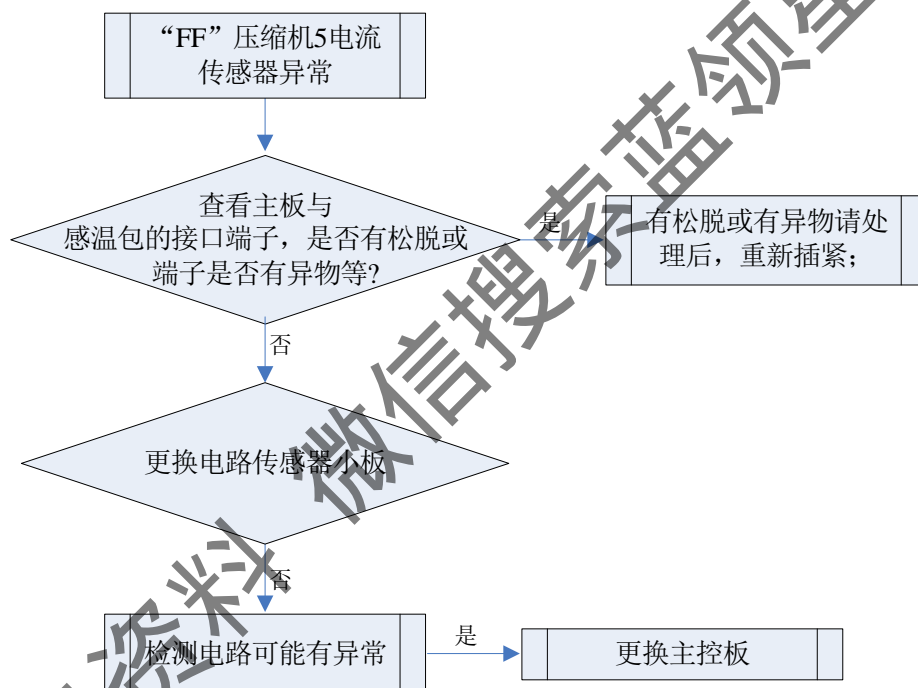 “FF”压缩机5电流
传感器异常
查看主板与
感温包的接口端子，是否有松脱或
端子是否有异物等?
是
有松脱或有异物请处
理后，重新插紧；
否
更换电路传感器小板
否
检测电路可能有异常
是
更换主控板
资料 微信搜索蓝领星